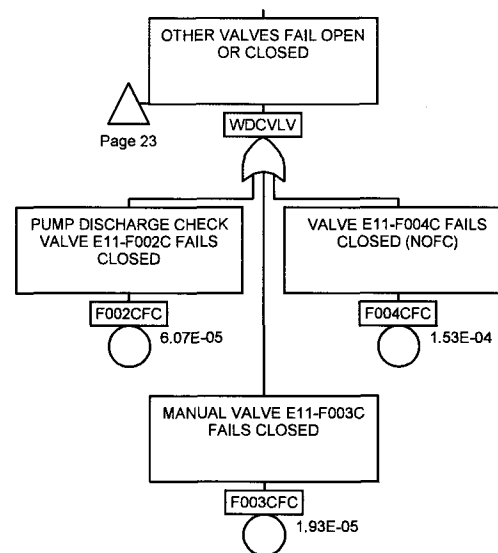 OTHER VALVES FAIL OPEN
OR CLOSED
Page 23
WDCVLV
PUMP DISCHARGE CHECK
VALVE E11-F002C FAILS
CLOSED
VALVE E11-F004C FAILS
CLOSED (NOFC)
F002CFC
6.07E-05
F004CFC
1.53E-04
MANUAL VALVE E11-F003C
FAILS CLOSED
F003CFC
1.93E-05